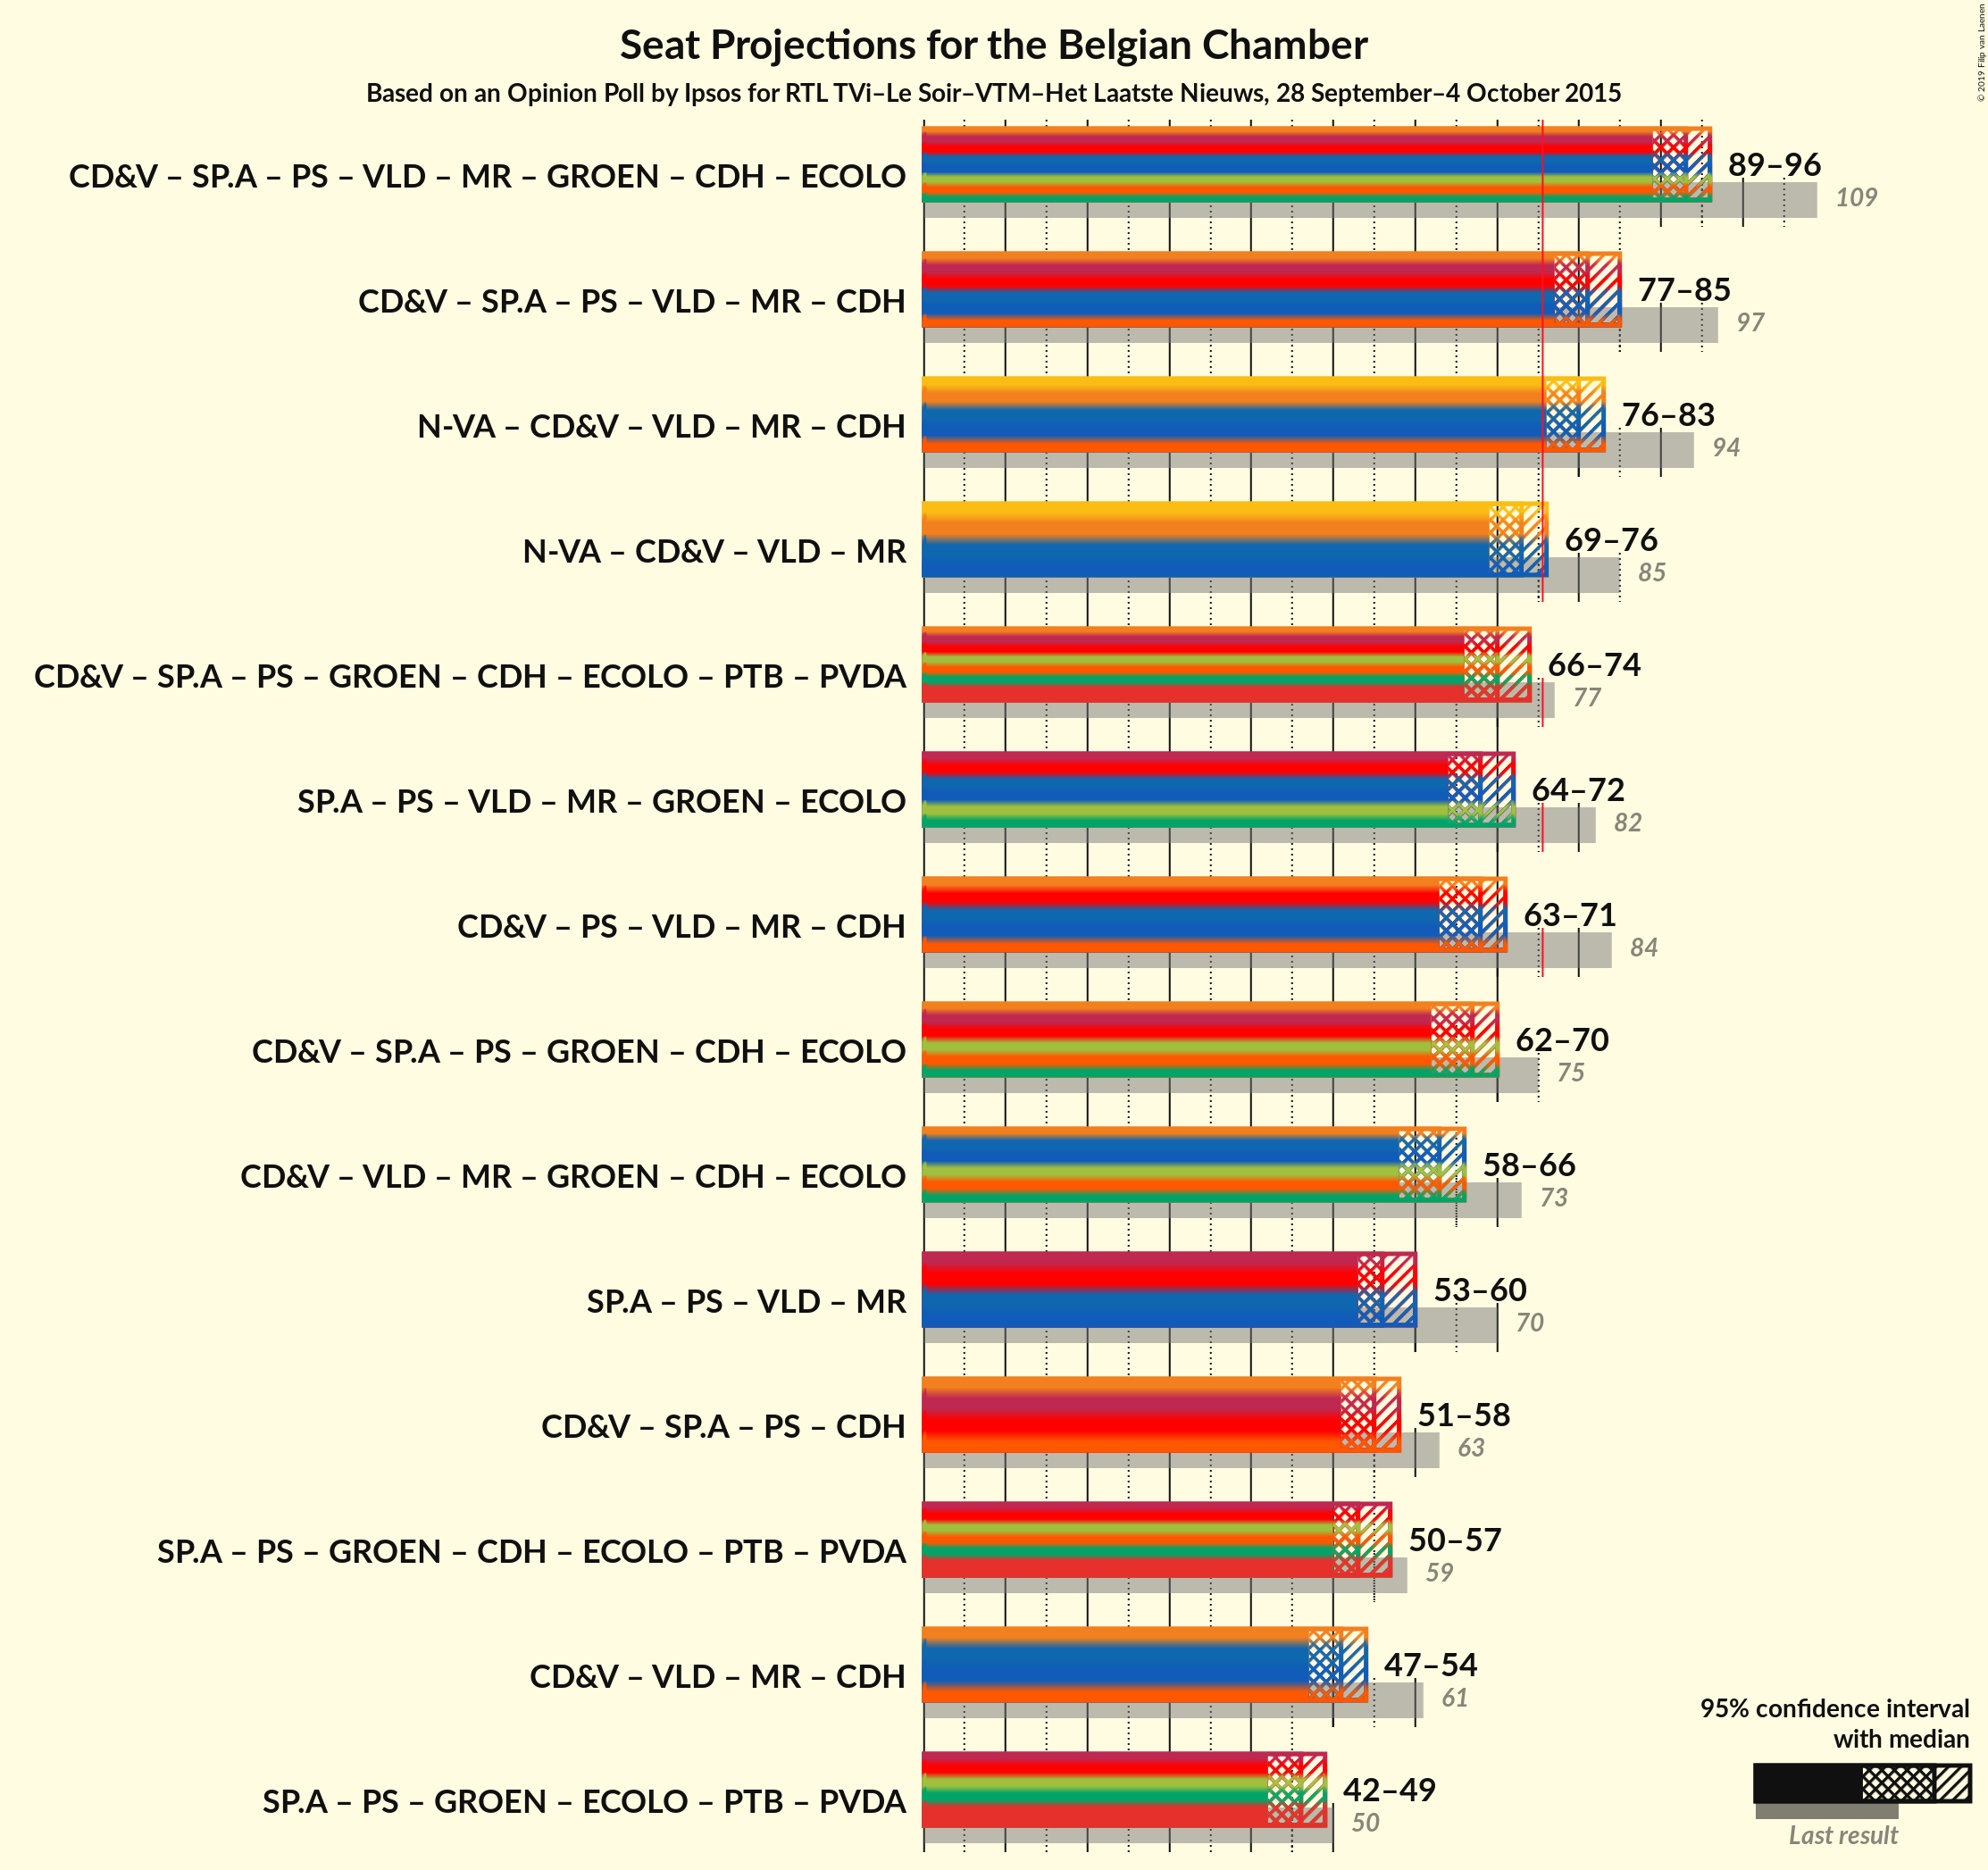 Seat Projections for the Belgian Chamber
Based on an Opinion Poll by Ipsos for RTL TVi–Le Soir–VTM–Het Laatste Nieuws, 28 September–4 October 2015
© 2019 Filip van Laenen
CD&V – SP.A – PS – VLD – MR – GROEN – CDH – ECOLO
89–96
109
CD&V – SP.A – PS – VLD – MR – CDH
77–85
97
N-VA – CD&V – VLD – MR – CDH
76–83
94
N-VA – CD&V – VLD – MR
69–76
85
CD&V – SP.A – PS – GROEN – CDH – ECOLO – PTB – PVDA
66–74
77
SP.A – PS – VLD – MR – GROEN – ECOLO
64–72
82
CD&V – PS – VLD – MR – CDH
63–71
84
CD&V – SP.A – PS – GROEN – CDH – ECOLO
62–70
75
CD&V – VLD – MR – GROEN – CDH – ECOLO
58–66
73
SP.A – PS – VLD – MR
53–60
70
CD&V – SP.A – PS – CDH
51–58
63
SP.A – PS – GROEN – CDH – ECOLO – PTB – PVDA
50–57
59
CD&V – VLD – MR – CDH
47–54
61
SP.A – PS – GROEN – ECOLO – PTB – PVDA
42–49
50
95% confidence interval
with median
Last result